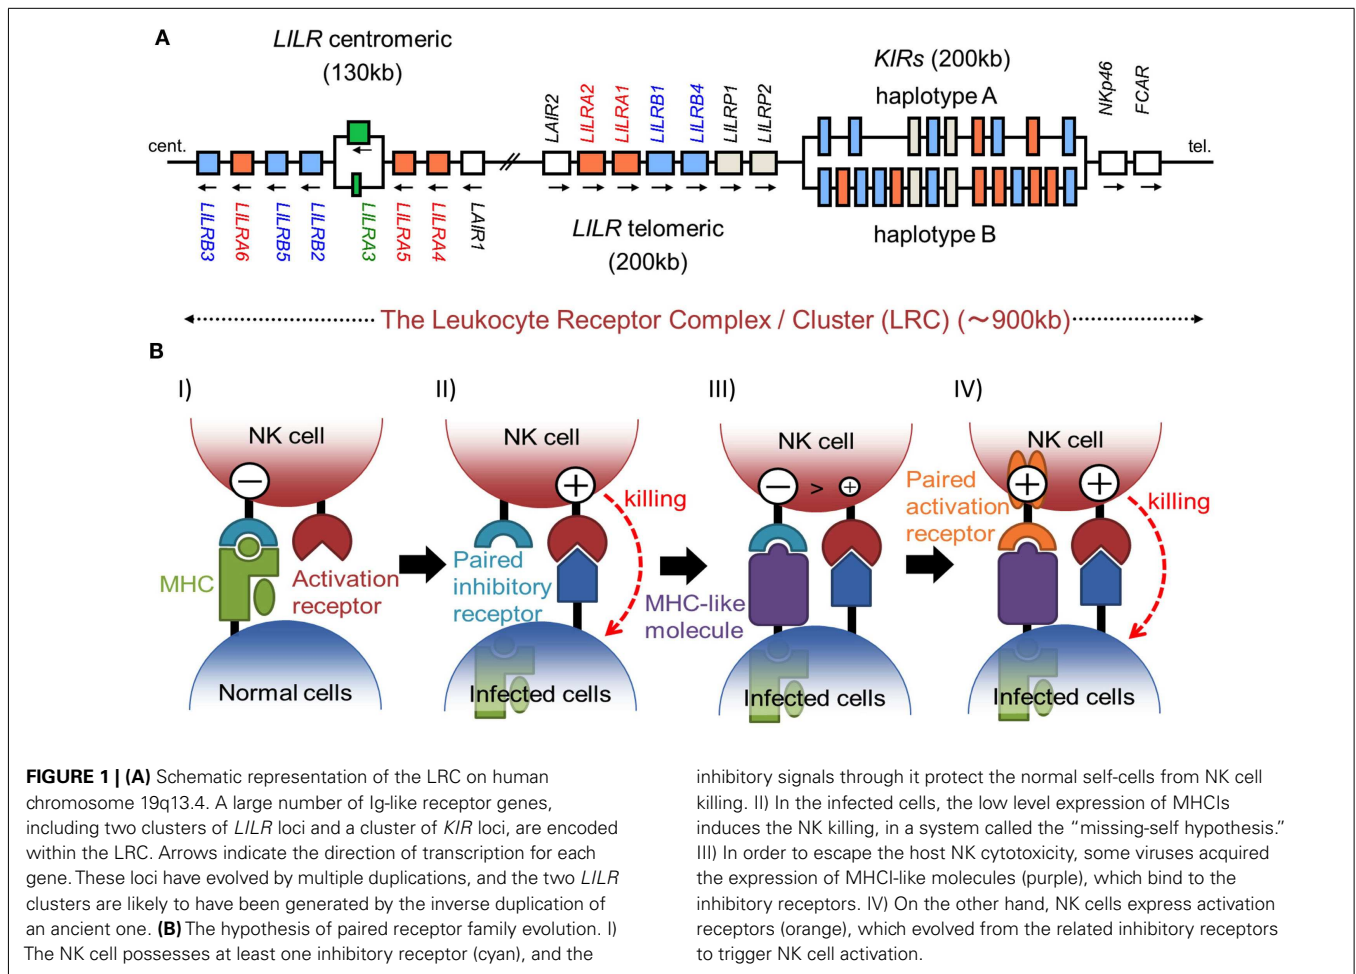 A
LILR centromeric
(130kb)
KIRs (200kb)
haplotype A
LAIR2
LILRA2
LILRA1
LILRB1
LILRB4
LILRP1
LILRP2
NKp46
FCAR
cent.
tel.
LILRB3
LILRA6
LILRB5
LILRB2
LILRA3
LILRA5
LILRA4
LAIR1
LILR telomeric
(200kb)
haplotype B
The Leukocyte Receptor Complex / Cluster (LRC) (~900kb)
B
I)
NK cell
−
MHC
Activation
receptor
Normal cells
II)
NK cell
+
killing
Paired
inhibitory
receptor
Infected cells
III)
NK cell
− > +
MHC-like
molecule
Infected cells
IV)
NK cell
Paired
activation
receptor
+ +
killing
Infected cells
FIGURE 1 | (A) Schematic representation of the LRC on human
chromosome 19q13.4. A large number of Ig-like receptor genes,
including two clusters of LILR loci and a cluster of KIR loci, are encoded
within the LRC. Arrows indicate the direction of transcription for each
gene. These loci have evolved by multiple duplications, and the two LILR
clusters are likely to have been generated by the inverse duplication of
an ancient one. (B) The hypothesis of paired receptor family evolution. I)
The NK cell possesses at least one inhibitory receptor (cyan), and the
inhibitory signals through it protect the normal self-cells from NK cell
killing. II) In the infected cells, the low level expression of MHCIs
induces the NK killing, in a system called the “missing-self hypothesis.”
III) In order to escape the host NK cytotoxicity, some viruses acquired
the expression of MHCI-like molecules (purple), which bind to the
inhibitory receptors. IV) On the other hand, NK cells express activation
receptors (orange), which evolved from the related inhibitory receptors
to trigger NK cell activation.